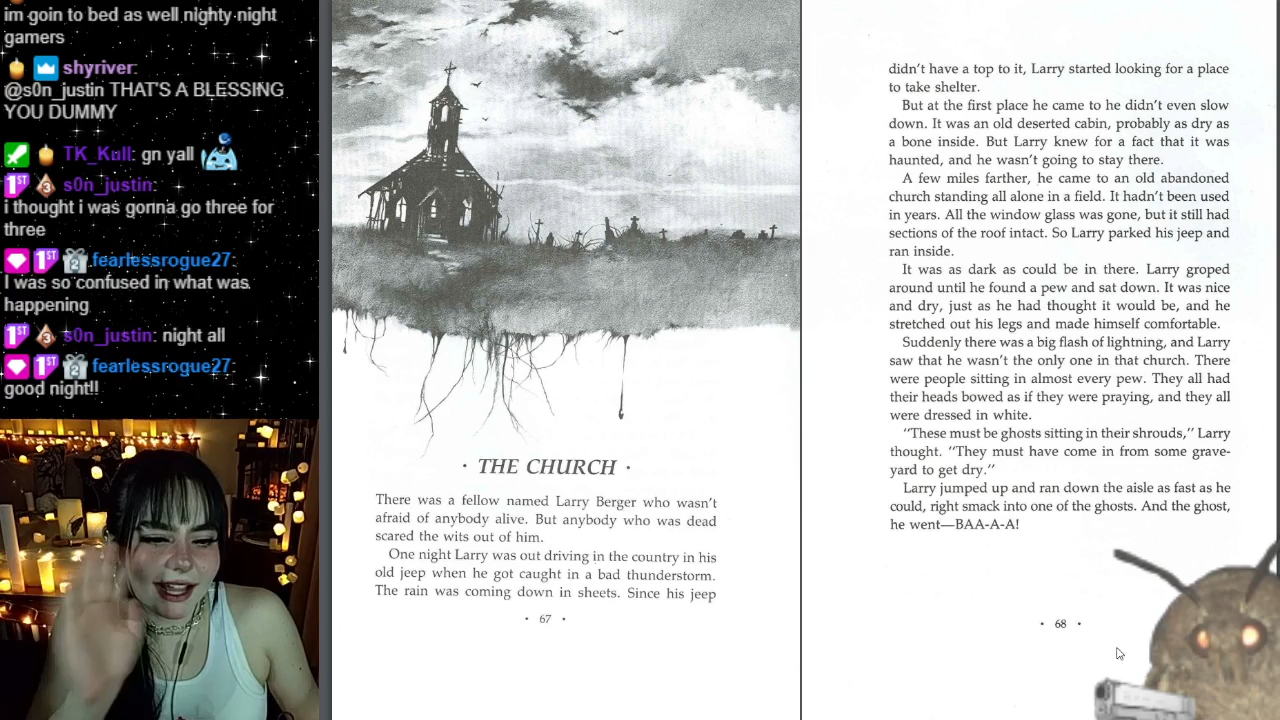 im goin to bed as well nighty night
gamers
shyriver:
@s0n_justin THAT'S A BLESSING
YOU DUMMY
TK_Kull: gn yall
1ST 3 s0n_justin:
i thought i was gonna go three for
three
1ST 2 fearlessrogue27:
I was so confused in what was
happening
1ST 3 s0n_justin: night all
1ST 2 fearlessrogue27:
good night!!
· THE CHURCH ·
There was a fellow named Larry Berger who wasn't
afraid of anybody alive. But anybody who was dead
scared the wits out of him.
One night Larry was out driving in the country in his
old jeep when he got caught in a bad thunderstorm.
The rain was coming down in sheets. Since his jeep
· 67 ·
didn't have a top to it, Larry started looking for a place
to take shelter.
But at the first place he came to he didn't even slow
down. It was an old deserted cabin, probably as dry as
a bone inside. But Larry knew for a fact that it was
haunted, and he wasn't going to stay there.
A few miles farther, he came to an old abandoned
church standing all alone in a field. It hadn't been used
in years. All the window glass was gone, but it still had
sections of the roof intact. So Larry parked his jeep and
ran inside.
It was as dark as could be in there. Larry groped
around until he found a pew and sat down. It was nice
and dry, just as he had thought it would be, and he
stretched out his legs and made himself comfortable.
Suddenly there was a big flash of lightning, and Larry
saw that he wasn't the only one in that church. There
were people sitting in almost every pew. They all had
their heads bowed as if they were praying, and they all
were dressed in white.
"These must be ghosts sitting in their shrouds," Larry
thought. "They must have come in from some grave-
yard to get dry."
Larry jumped up and ran down the aisle as fast as he
could, right smack into one of the ghosts. And the ghost,
he went—BAA-A-A!
· 68 ·